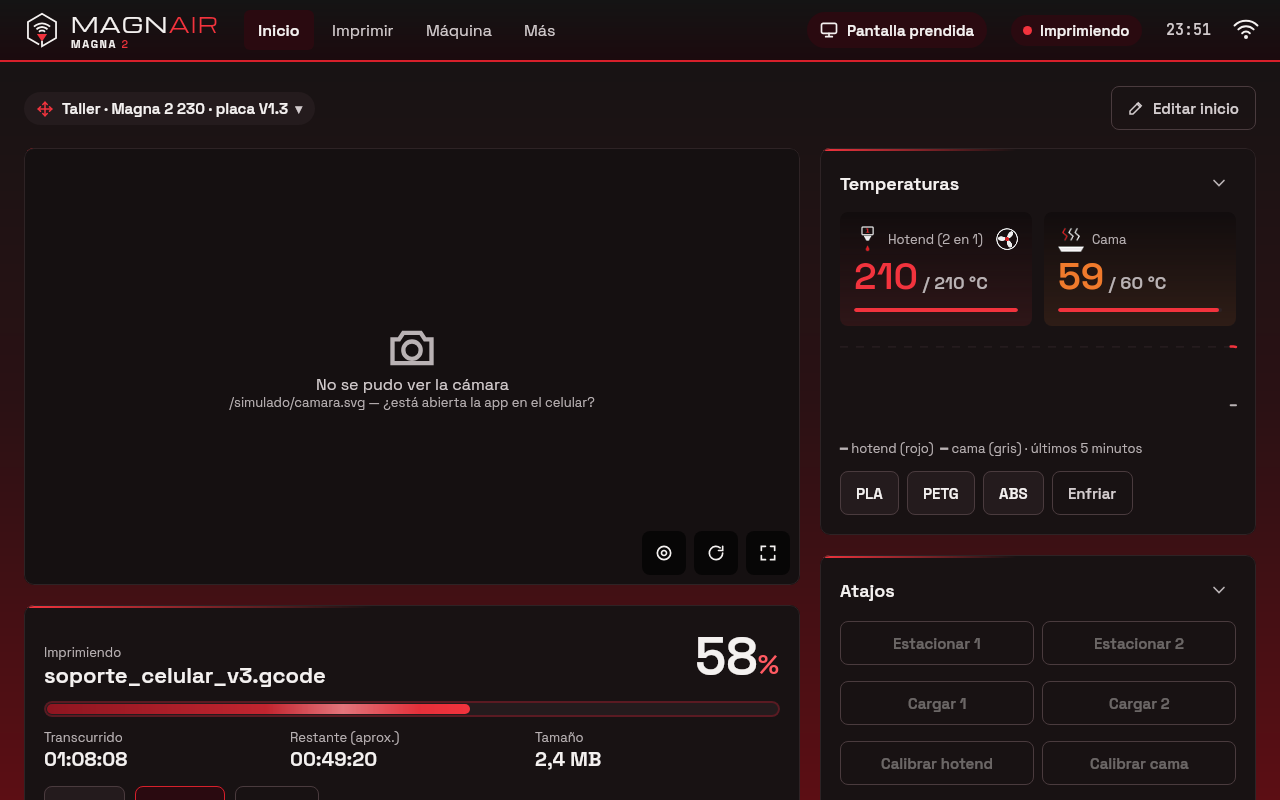 MAGNAIR
MAGNA 2
Inicio
Imprimir
Máquina
Más
Pantalla prendida
Imprimiendo
23:51
Taller · Magna 2 230 · placa V1.3 ▾
Editar inicio
No se pudo ver la cámara
/simulado/camara.svg — ¿está abierta la app en el celular?
Imprimiendo
soporte_celular_v3.gcode
58%
Transcurrido
01:08:08
Restante (aprox.)
00:49:20
Tamaño
2,4 MB
Temperaturas
Hotend (2 en 1)
210 / 210 °C
Cama
59 / 60 °C
━ hotend (rojo) ━ cama (gris) · últimos 5 minutos
PLA
PETG
ABS
Enfriar
Atajos
Estacionar 1
Estacionar 2
Cargar 1
Cargar 2
Calibrar hotend
Calibrar cama